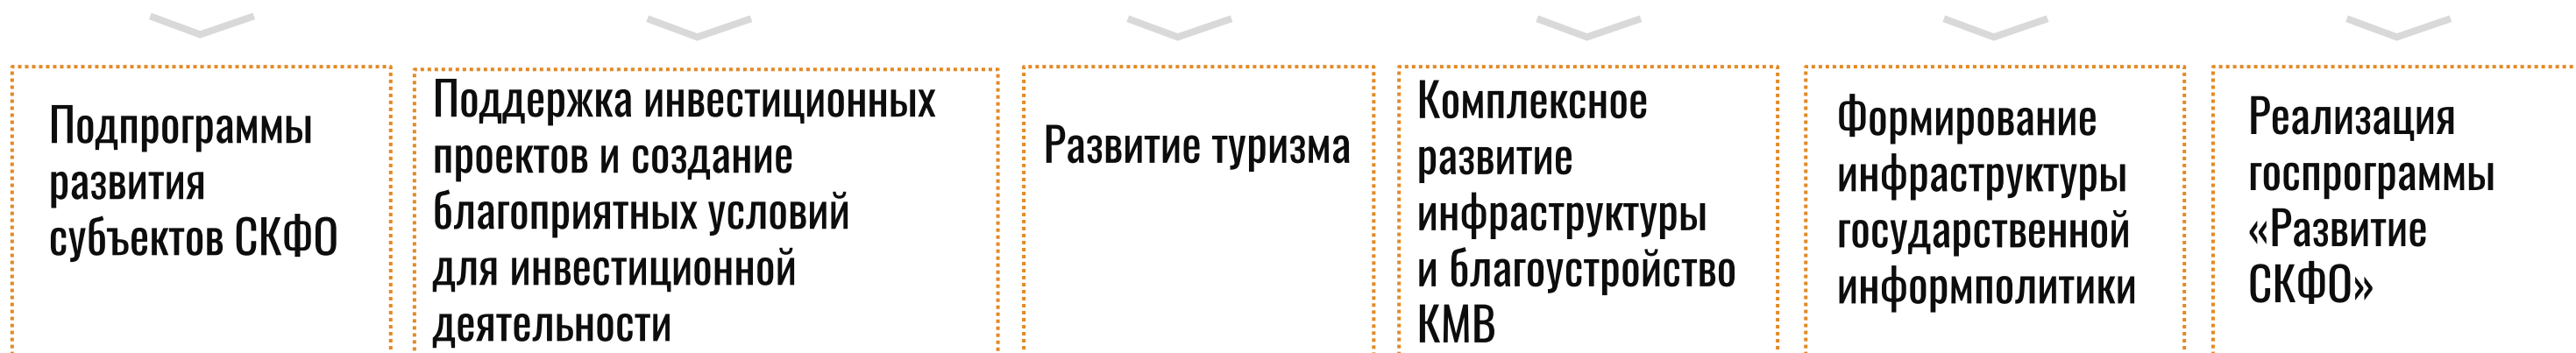 Подпрограммы
развития
субъектов СКФО
Поддержка инвестиционных
проектов и создание
благоприятных условий
для инвестиционной
деятельности
Развитие туризма
Комплексное
развитие
инфраструктуры
и благоустройство
КМВ
Формирование
инфраструктуры
государственной
информполитики
Реализация
госпрограммы
«Развитие
СКФО»